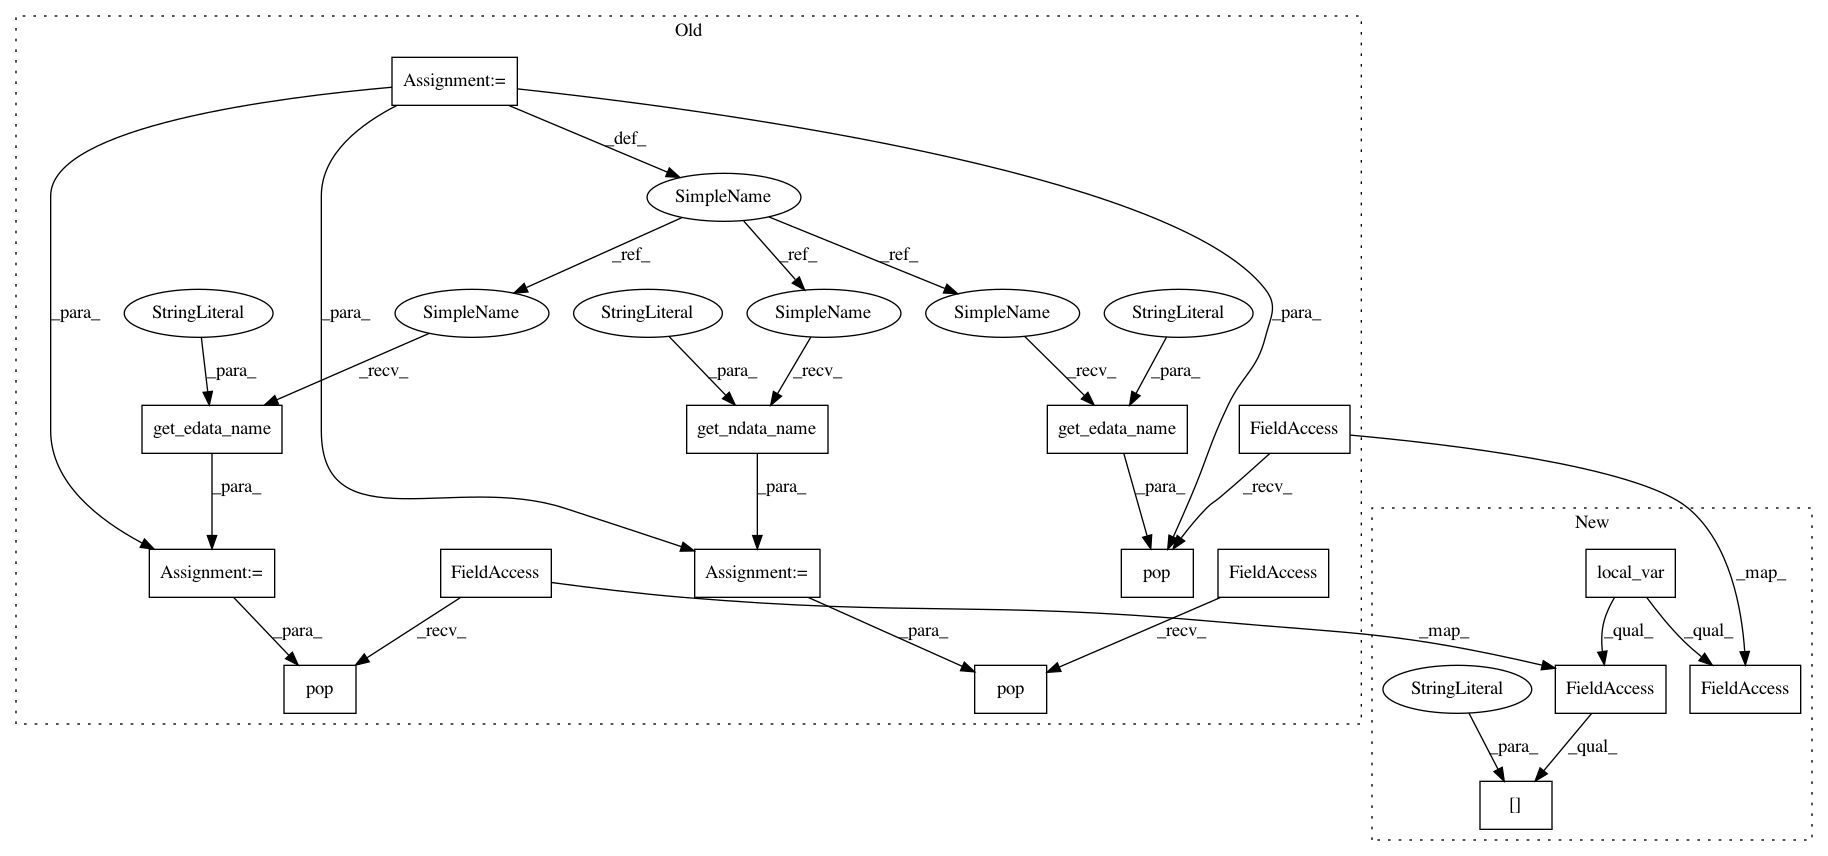 Old
Assignment:=
_def_
SimpleName
_ref_
_ref_
_ref_
_para_
StringLiteral
_para_
SimpleName
StringLiteral
SimpleName
SimpleName
StringLiteral
_para_
_para_
_recv_
_para_
_recv_
_recv_
_para_
get_edata_name
get_ndata_name
get_edata_name
FieldAccess
_para_
_para_
_para_
_recv_
New
Assignment:=
FieldAccess
Assignment:=
pop
FieldAccess
local_var
_map_
_para_
_recv_
_para_
_recv_
_map_
_qual_
_qual_
pop
pop
StringLiteral
FieldAccess
FieldAccess
_para_
_qual_
[]